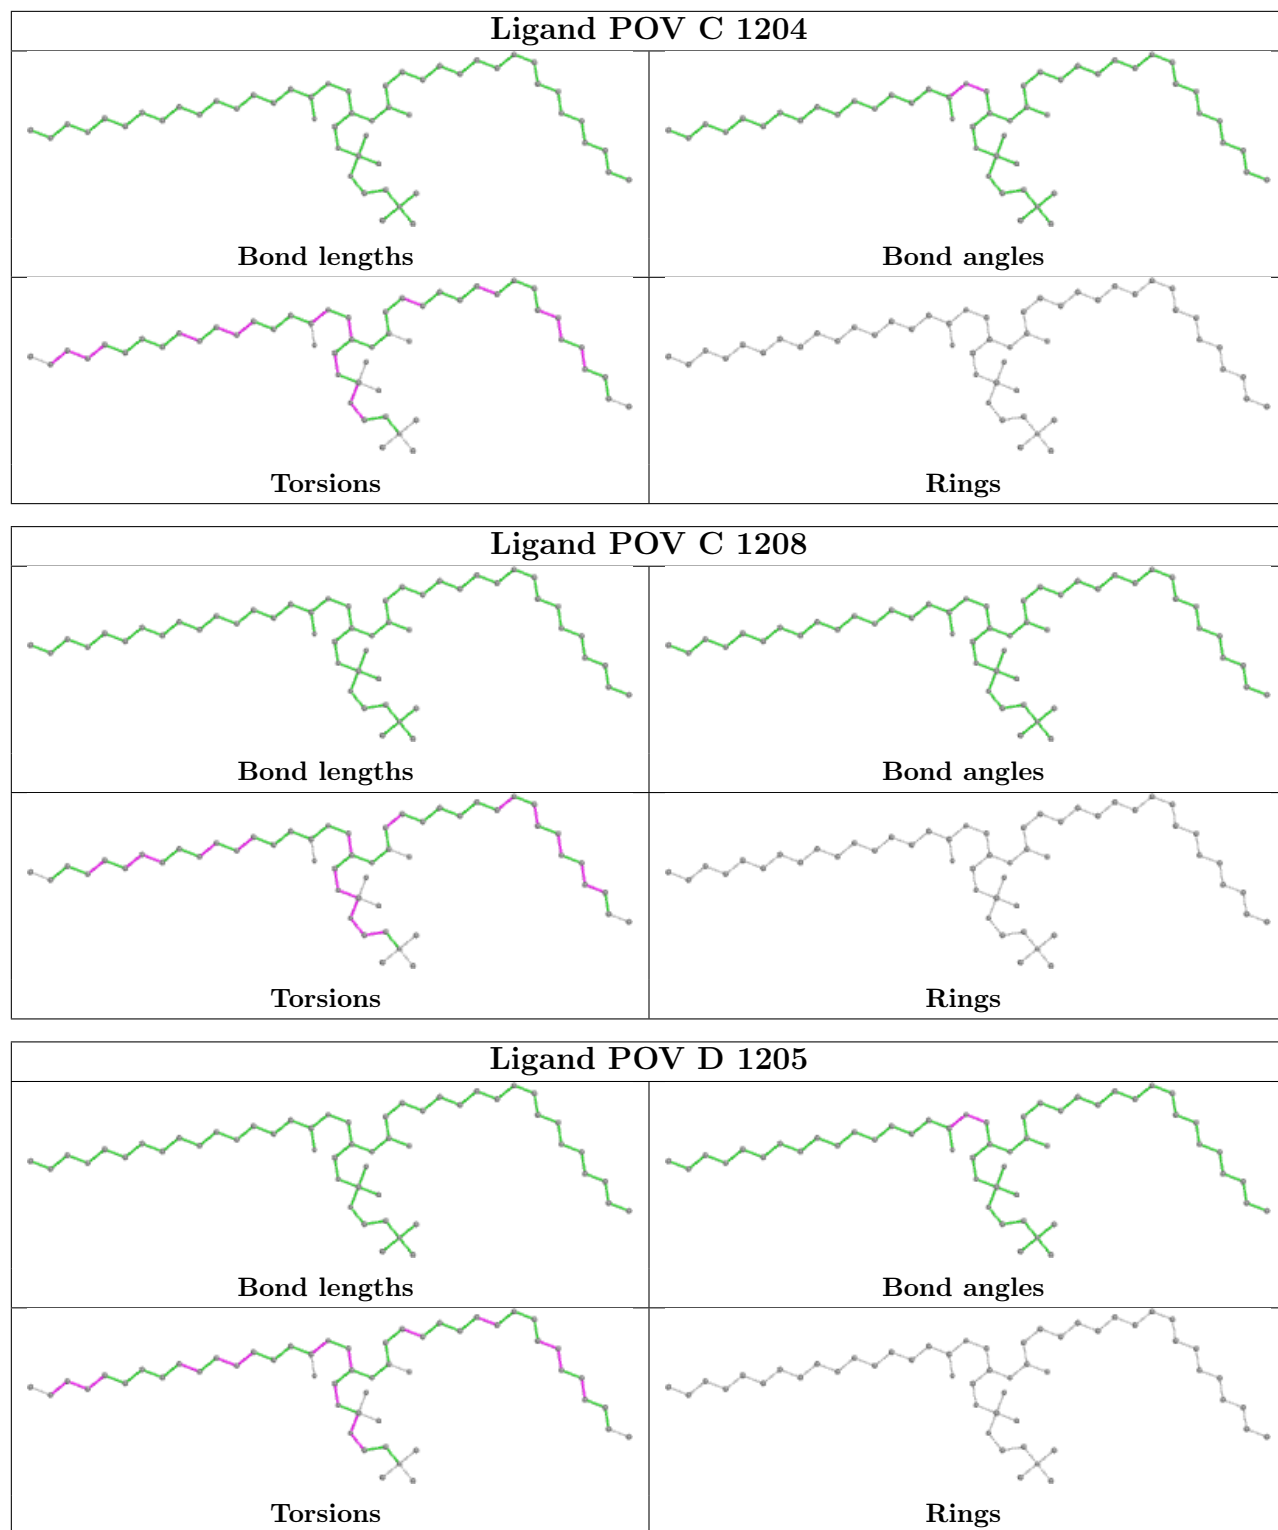 Ligand POV C 1204
Bond lengths
Bond angles
Torsions
Rings
Ligand POV C 1208
Bond lengths
Bond angles
Torsions
Rings
Ligand POV D 1205
Bond lengths
Bond angles
Torsions
Rings